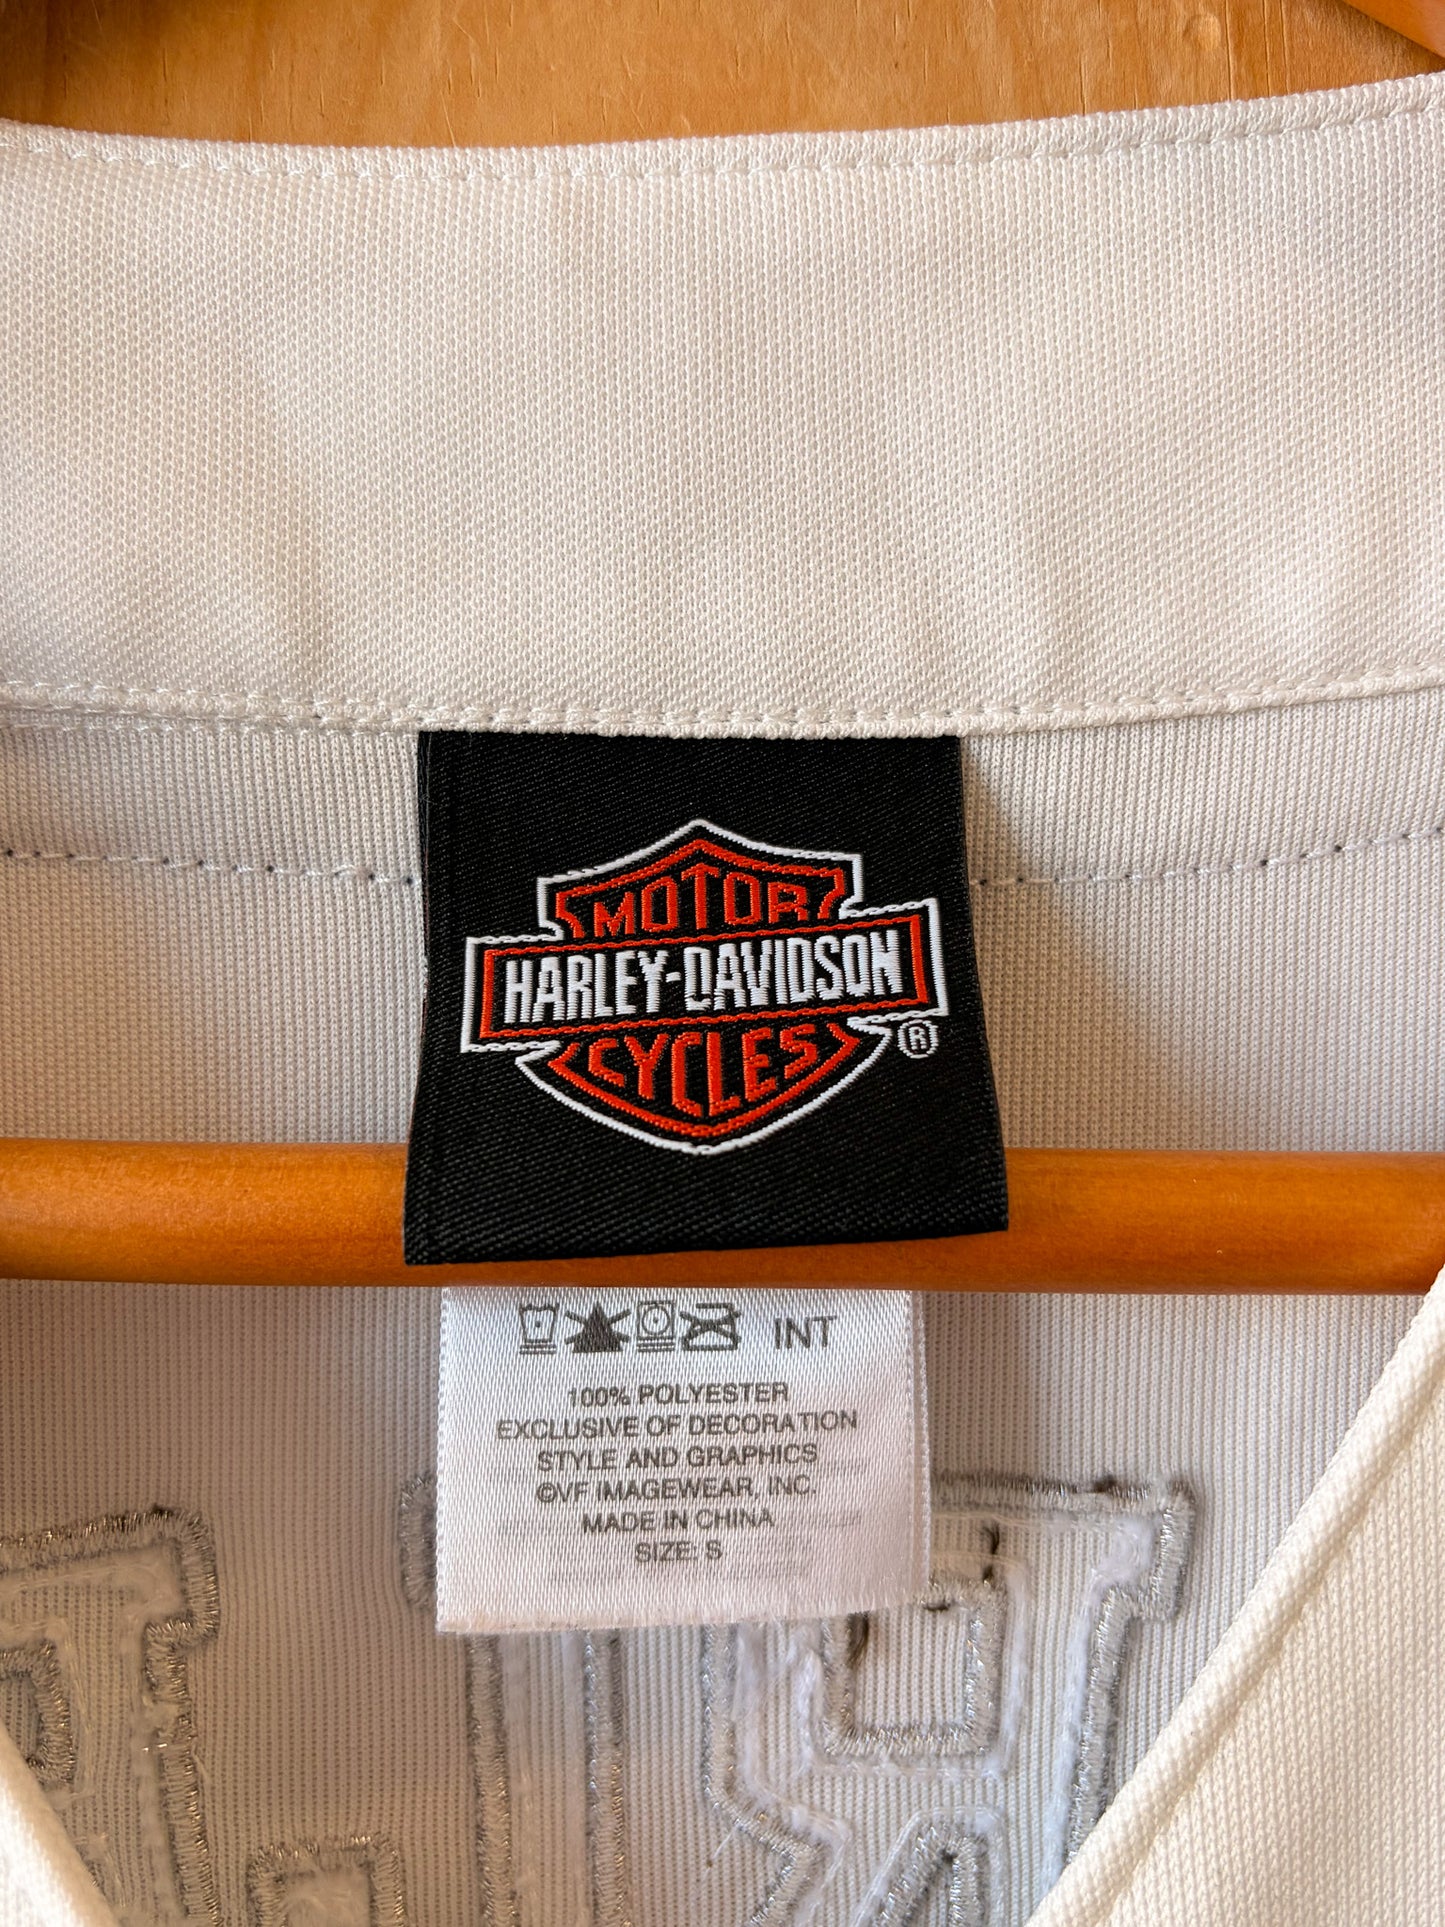 MOTOR
HARLEY-DAVIDSON
CYCLES
®
INT
100% POLYESTER
EXCLUSIVE OF DECORATION
STYLE AND GRAPHICS
©VF IMAGEWEAR, INC.
MADE IN CHINA
SIZE: S